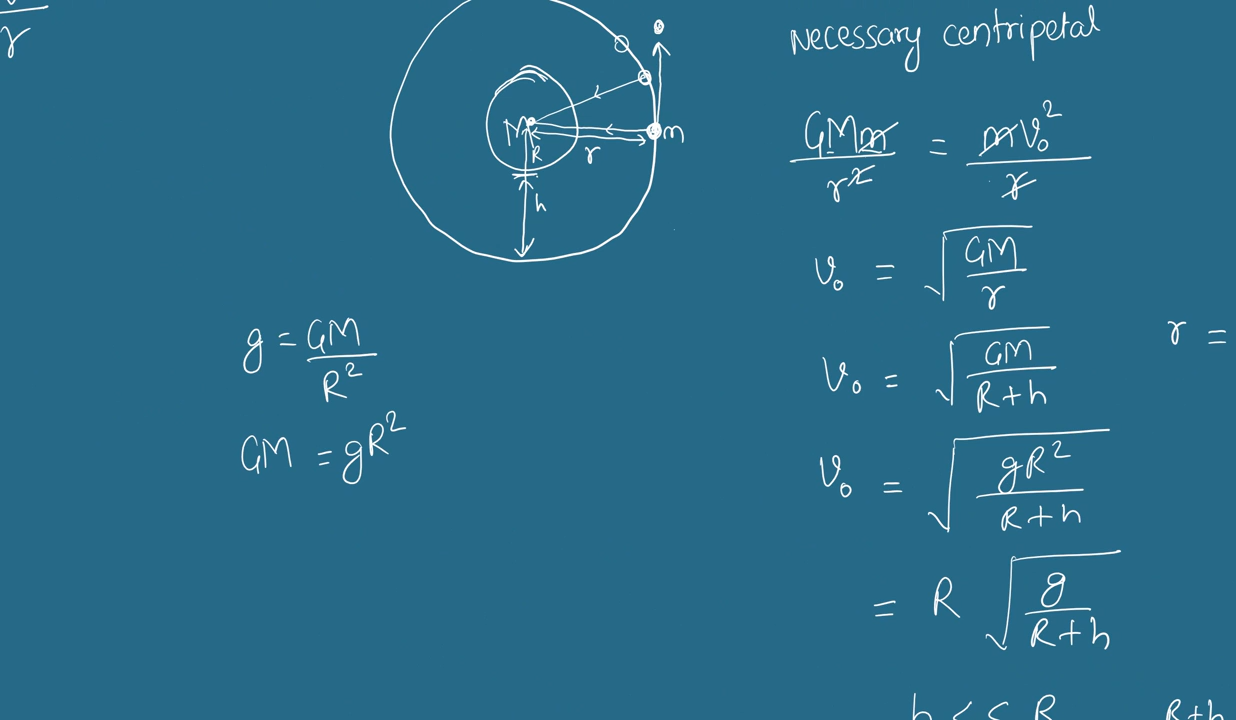 γ
M
R
r
m
h
necessary centripetal
GMm/r² = mv₀²/r
v₀ = √(GM/r)
g = GM/R²
r =
v₀ = √(GM/(R+h))
GM = gR²
v₀ = √(gR²/(R+h))
= R √(g/(R+h))
h << R R+h